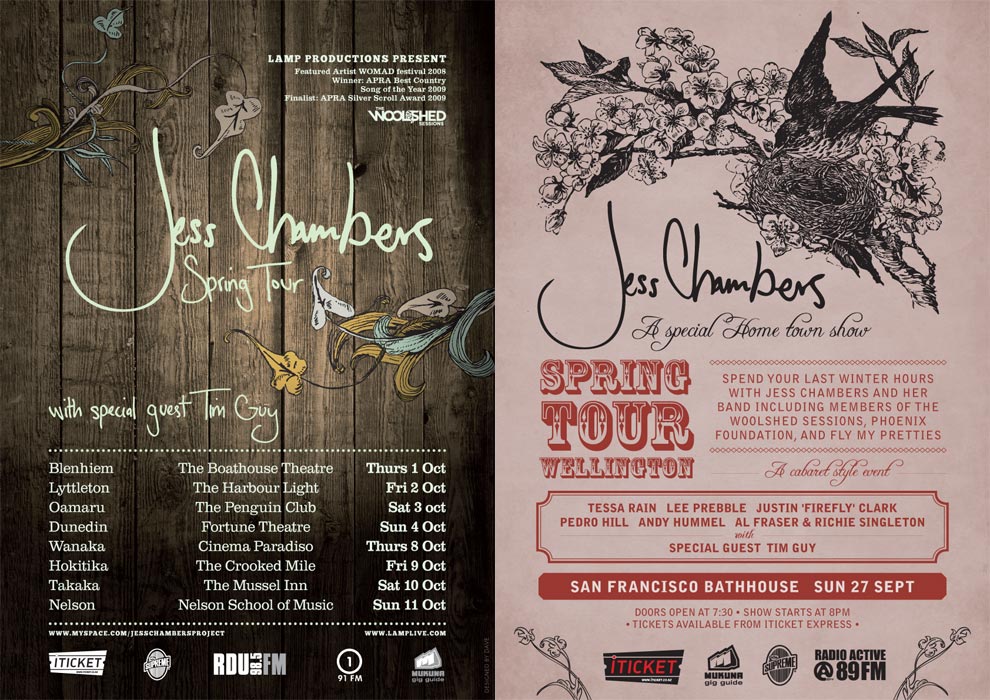 LAMP PRODUCTIONS PRESENT
Featured Artist WOMAD festival 2008
Winner: APRA Best Country
Song of the Year 2009
Finalist: APRA Silver Scroll Award 2009
THE
WOOLSHED
SESSIONS
Jess Chambers
Spring Tour
with special guest Tim Guy
Blenhiem The Boathouse Theatre Thurs 1 Oct
Lyttleton The Harbour Light Fri 2 Oct
Oamaru The Penguin Club Sat 3 oct
Dunedin Fortune Theatre Sun 4 Oct
Wanaka Cinema Paradiso Thurs 8 Oct
Hokitika The Crooked Mile Fri 9 Oct
Takaka The Mussel Inn Sat 10 Oct
Nelson Nelson School of Music Sun 11 Oct
WWW.MYSPACE.COM/JESSCHAMBERSPROJECT WWW.LAMPLIVE.COM
iTICKET
SUPREME
RDU 98.5 FM
1
91 FM
MUKUNA
gig guide
DESIGNED BY DAVE
Jess Chambers
A special Home town show
SPRING
TOUR
WELLINGTON
SPEND YOUR LAST WINTER HOURS
WITH JESS CHAMBERS AND HER
BAND INCLUDING MEMBERS OF THE
WOOLSHED SESSIONS, PHOENIX
FOUNDATION, AND FLY MY PRETTIES
A cabaret style event
TESSA RAIN LEE PREBBLE JUSTIN 'FIREFLY' CLARK
PEDRO HILL ANDY HUMMEL AL FRASER & RICHIE SINGLETON
with
SPECIAL GUEST TIM GUY
SAN FRANCISCO BATHHOUSE SUN 27 SEPT
DOORS OPEN AT 7:30 • SHOW STARTS AT 8PM
• TICKETS AVAILABLE FROM ITICKET EXPRESS •
iTICKET
MUKUNA
gig guide
SUPREME
RADIO ACTIVE
89FM